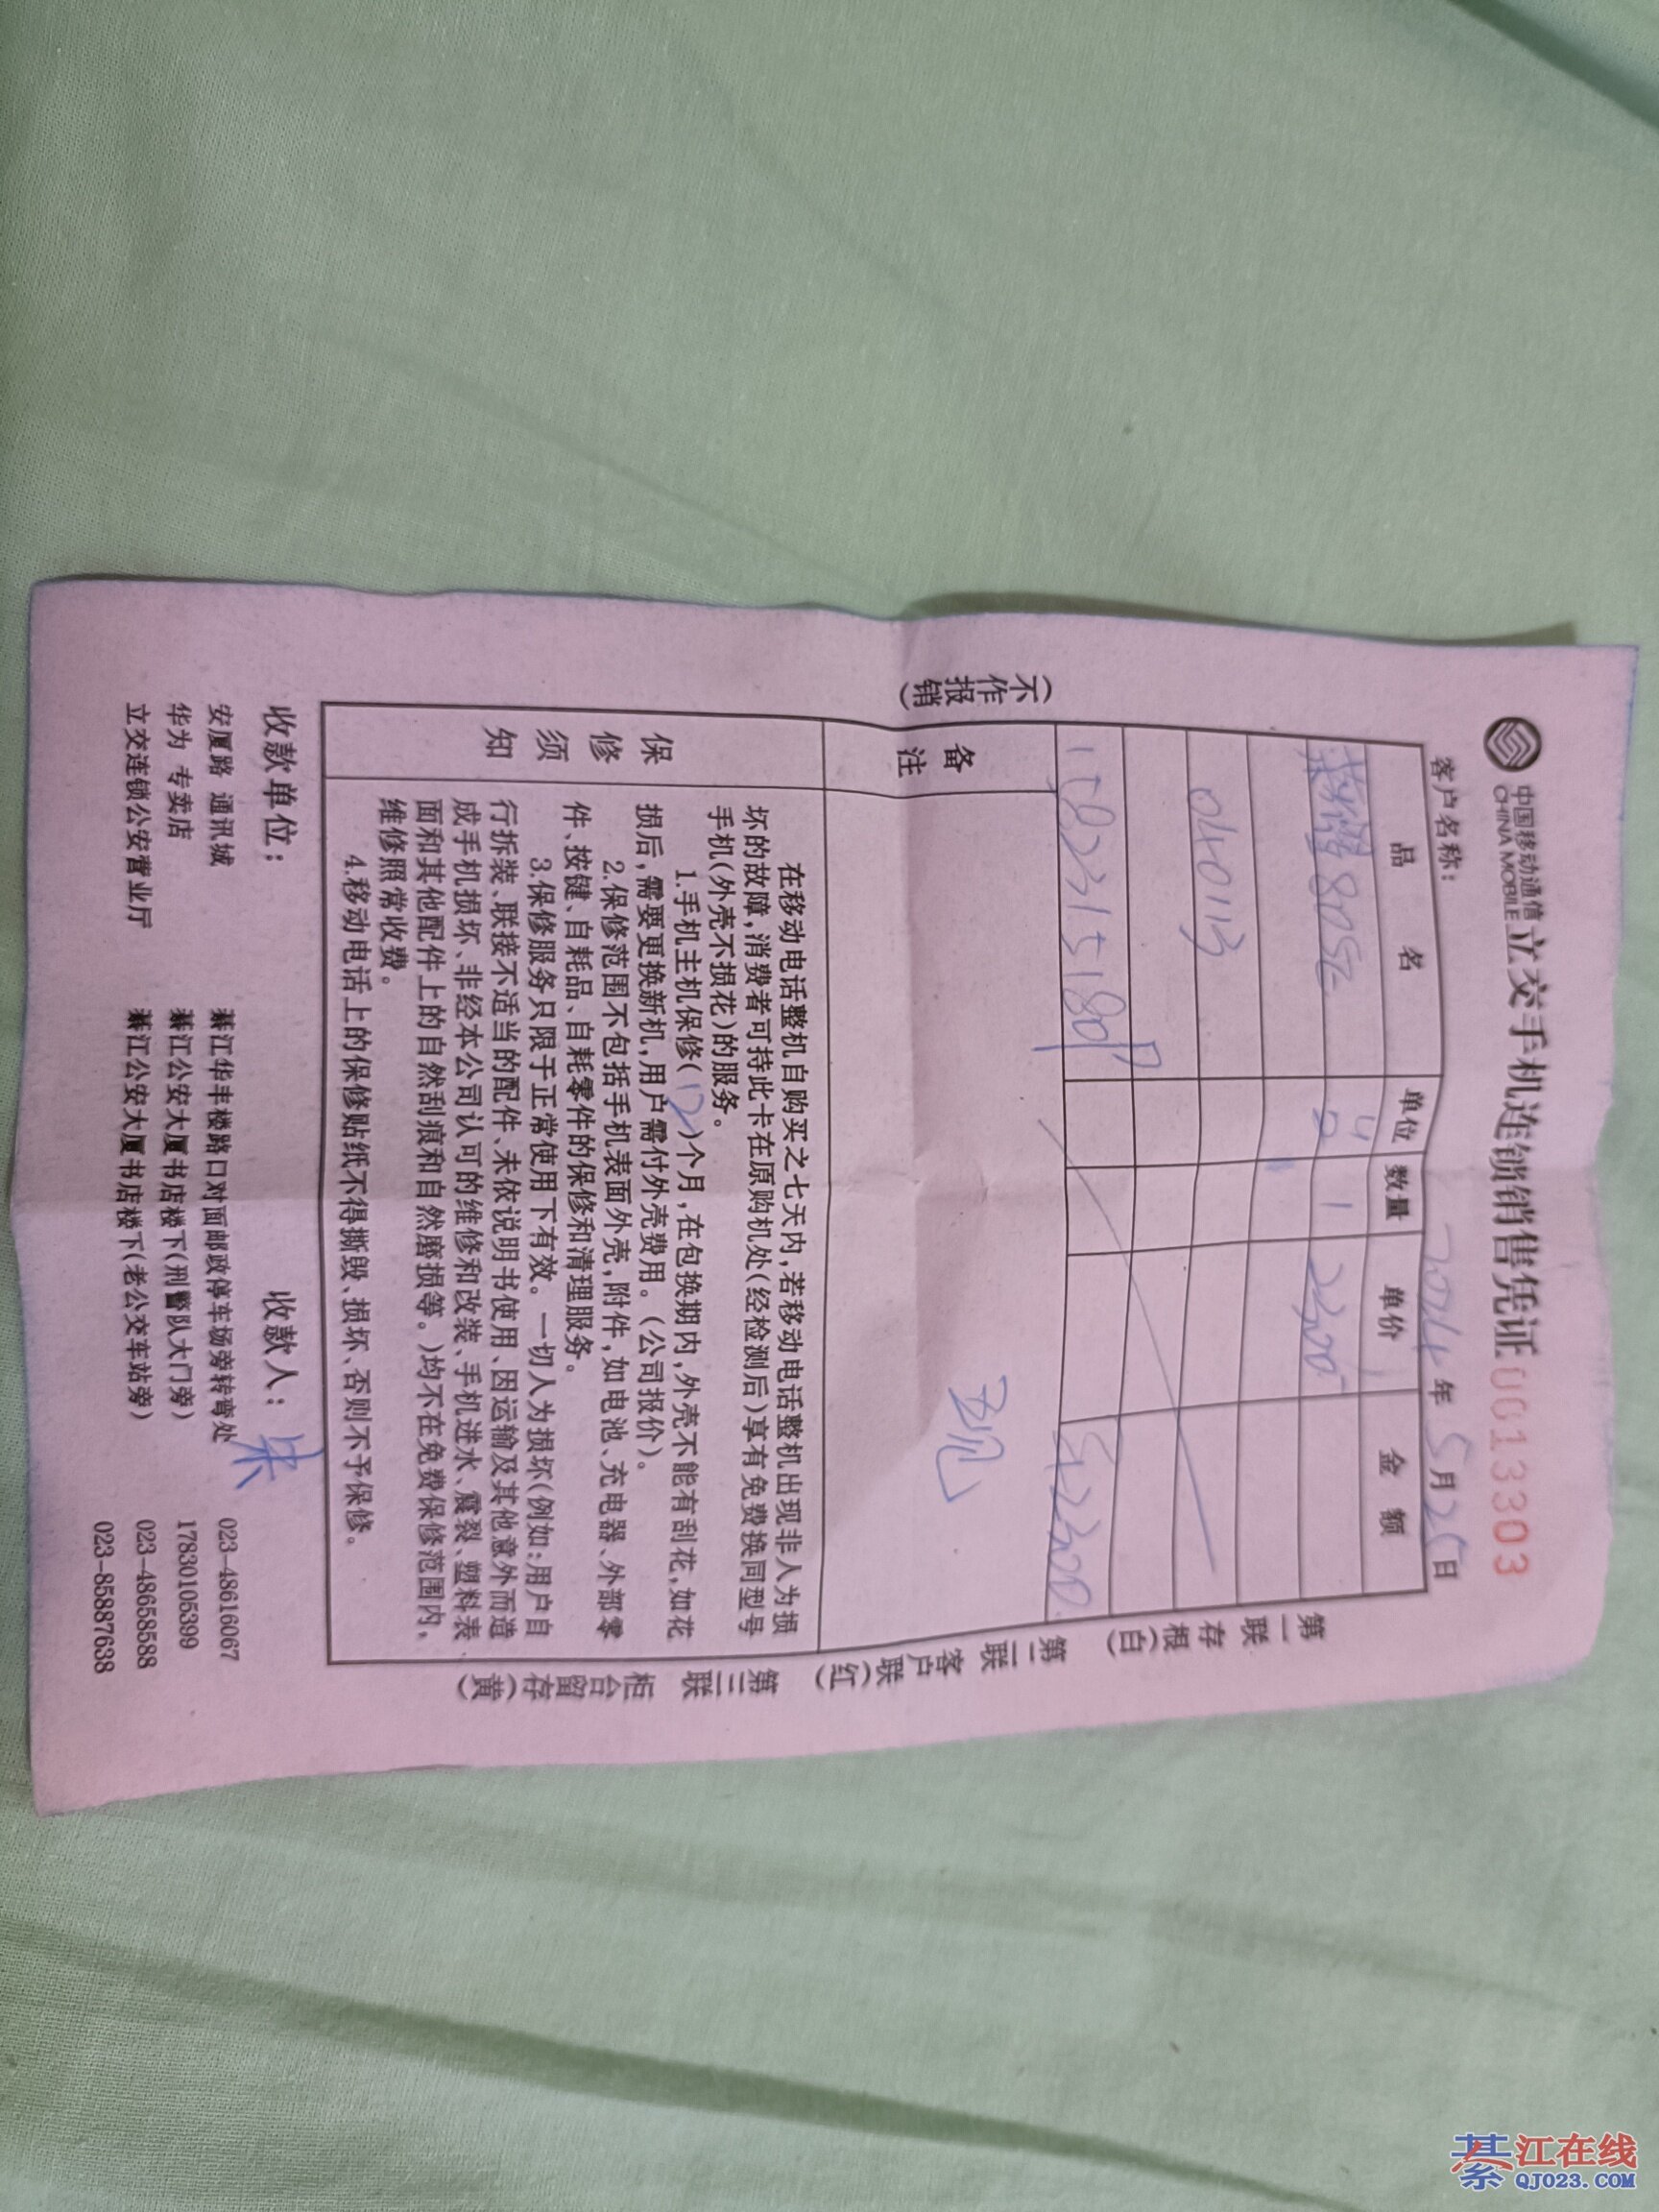 中国移动通信
CHINA MOBILE
立交手机连锁销售凭证 0013303
客户名称:
年 5 月 日
品 名 单位 数量 单价 金额
荣耀80SE 台 1 2300
040113
备注
现
¥2300
(不作报销)
保修须知
在移动电话整机自购买之七天内,若移动电话整机出现非人为损
坏的故障,消费者可持此卡在原购机处(经检测后)享有免费换同型号
手机(外壳不损花)的服务。
1.手机主机保修(12)个月,在包换期内,外壳不能有刮花,如花
损后,需要更换新机,用户需付外壳费用。(公司报价)。
2.保修范围不包括手机表面外壳,附件,如电池、充电器、外部零
件、按键、自耗品、自耗零件的保修和清理服务。
3.保修服务只限于正常使用下有效。一切人为损坏(例如:用户自
行拆装、联接不适当的配件、未依说明书使用、因运输及其他意外而造
成手机损坏、非经本公司认可的维修和改装、手机进水、震裂、塑料表
面和其他配件上的自然刮痕和自然磨损等。)均不在免费保修范围内,
维修照常收费。
4.移动电话上的保修贴纸不得撕毁、损坏、否则不予保修。
第一联 存根(白)
第二联 客户联(红)
第三联 柜台留存(黄)
收款单位: 收款人: 朱
安厦路 通讯城 綦江华丰楼路口对面邮政停车场旁转弯处 023-48616067
华为 专卖店 綦江公安大厦书店楼下(刑警队大门旁) 17830105399
立交连锁公安营业厅 綦江公安大厦书店楼下(老公交车站旁) 023-48658588
023-85887638
綦江在线
QJ023.COM